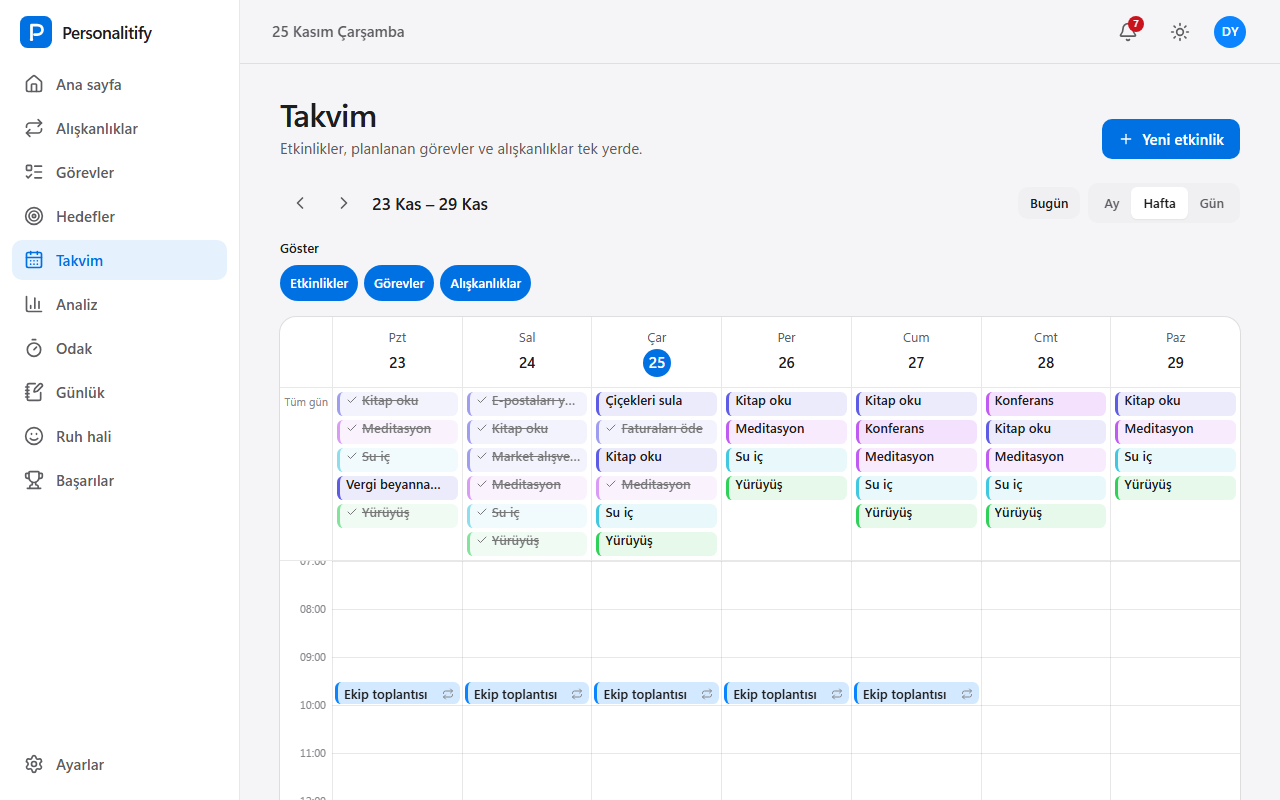 Personalitify
25 Kasım Çarşamba
7
DY
Ana sayfa
Alışkanlıklar
Görevler
Hedefler
Takvim
Analiz
Odak
Günlük
Ruh hali
Başarılar
Ayarlar
Takvim
Etkinlikler, planlanan görevler ve alışkanlıklar tek yerde.
+ Yeni etkinlik
23 Kas – 29 Kas
Bugün
Ay Hafta Gün
Göster
Etkinlikler Görevler Alışkanlıklar
Pzt Sal Çar Per Cum Cmt Paz
23 24 25 26 27 28 29
Tüm gün
Kitap oku E-postaları y... Çiçekleri sula Kitap oku Kitap oku Konferans Kitap oku
Meditasyon Kitap oku Faturaları öde Meditasyon Konferans Kitap oku Meditasyon
Su iç Market alışve... Kitap oku Su iç Meditasyon Meditasyon Su iç
Vergi beyanna... Meditasyon Meditasyon Yürüyüş Su iç Su iç Yürüyüş
Yürüyüş Su iç Su iç Yürüyüş Yürüyüş
Yürüyüş Yürüyüş
07:00
08:00
09:00
Ekip toplantısı Ekip toplantısı Ekip toplantısı Ekip toplantısı Ekip toplantısı
10:00
11:00
12:00